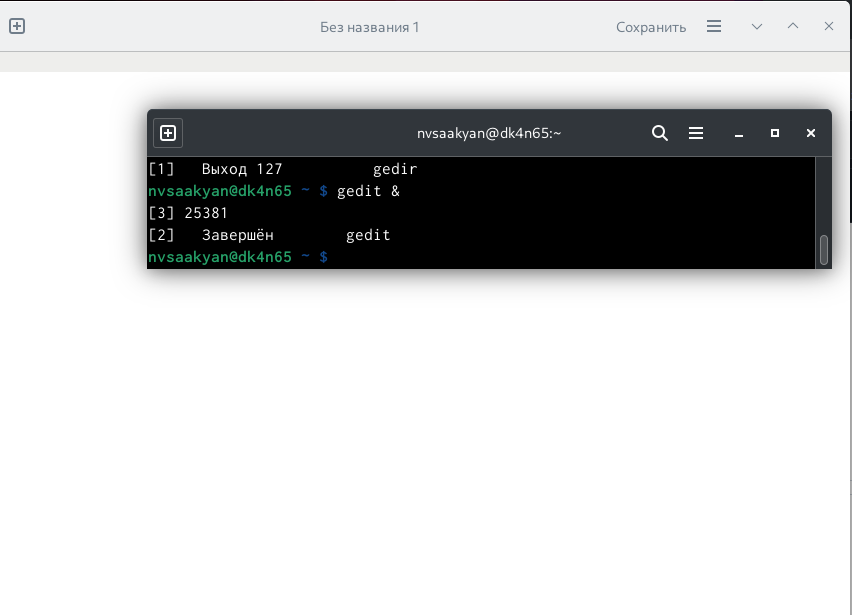 Без названия 1
Сохранить
nvsaakyan@dk4n65:~
[1]   Выход 127          gedir
nvsaakyan@dk4n65 ~ $ gedit &
[3] 25381
[2]   Завершён        gedit
nvsaakyan@dk4n65 ~ $